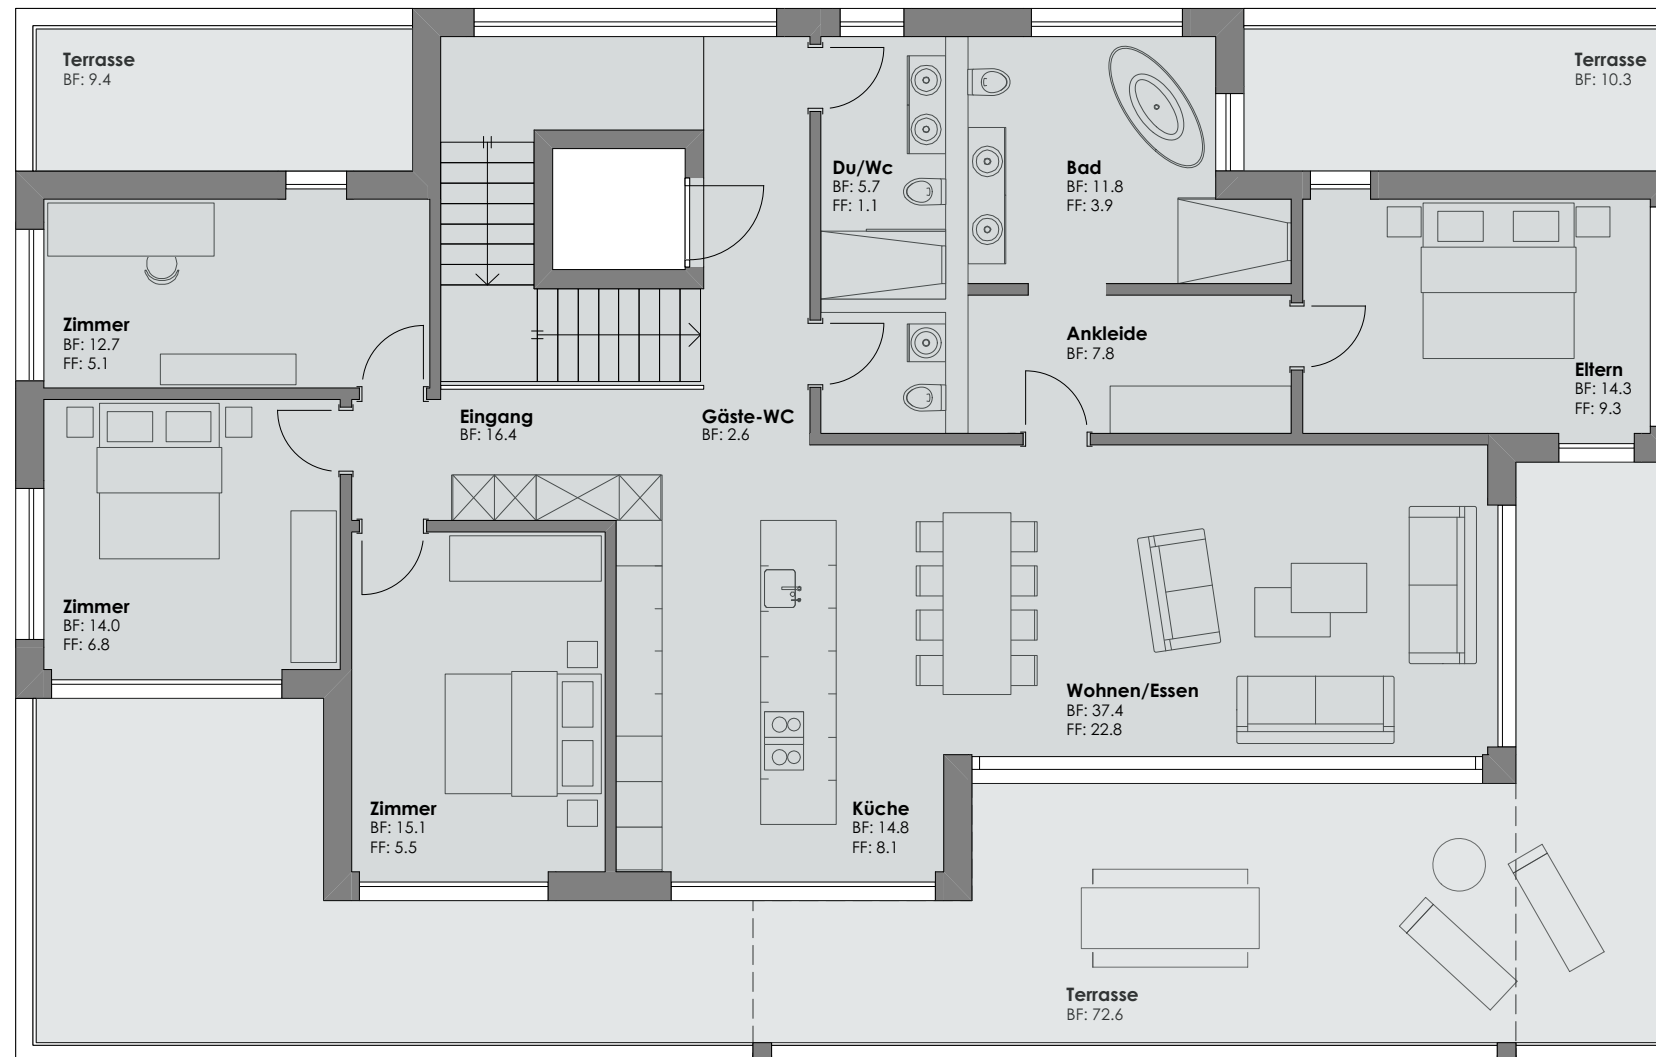 Terrasse
BF: 9.4
Terrasse
BF: 10.3
Du/Wc
BF: 5.7
FF: 1.1
Bad
BF: 11.8
FF: 3.9
Zimmer
BF: 12.7
FF: 5.1
Ankleide
BF: 7.8
Eltern
BF: 14.3
FF: 9.3
Eingang
BF: 16.4
Gäste-WC
BF: 2.6
Zimmer
BF: 14.0
FF: 6.8
Wohnen/Essen
BF: 37.4
FF: 22.8
Zimmer
BF: 15.1
FF: 5.5
Küche
BF: 14.8
FF: 8.1
Terrasse
BF: 72.6